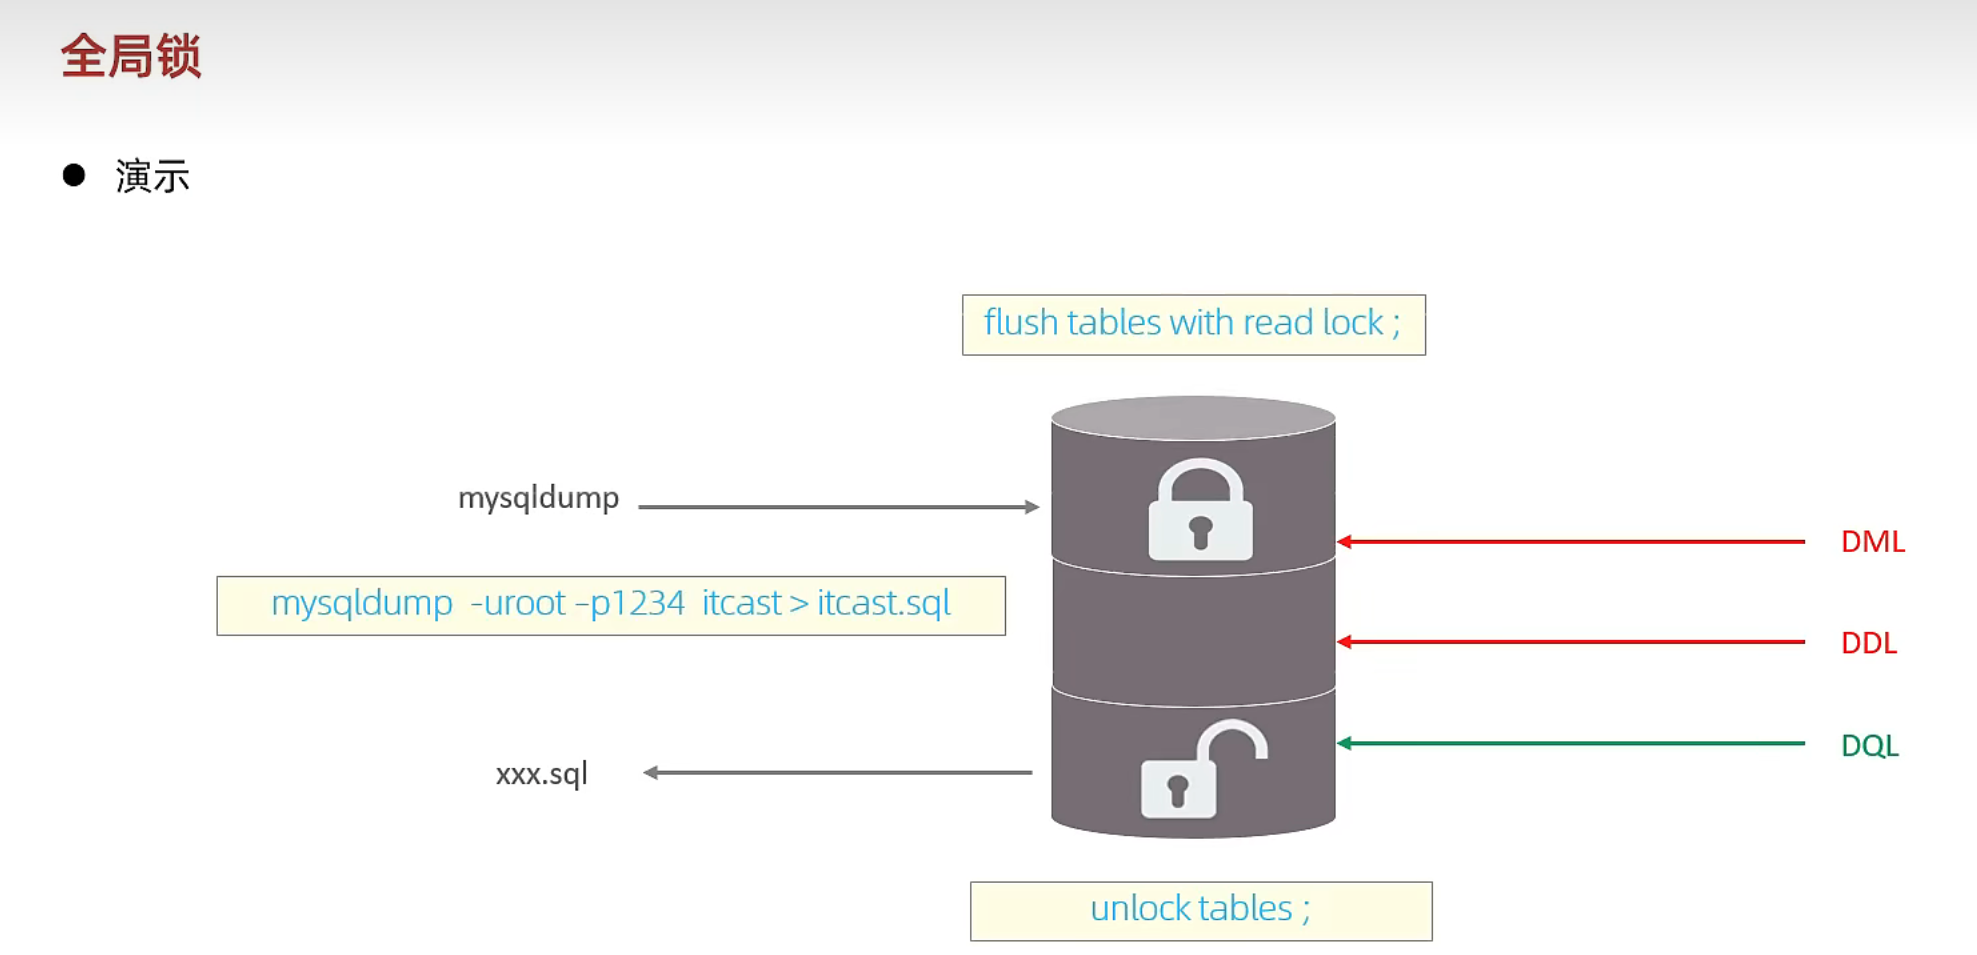 全局锁
● 演示
flush tables with read lock ;
mysqldump
DML
mysqldump -uroot –p1234 itcast > itcast.sql
DDL
DQL
xxx.sql
unlock tables ;